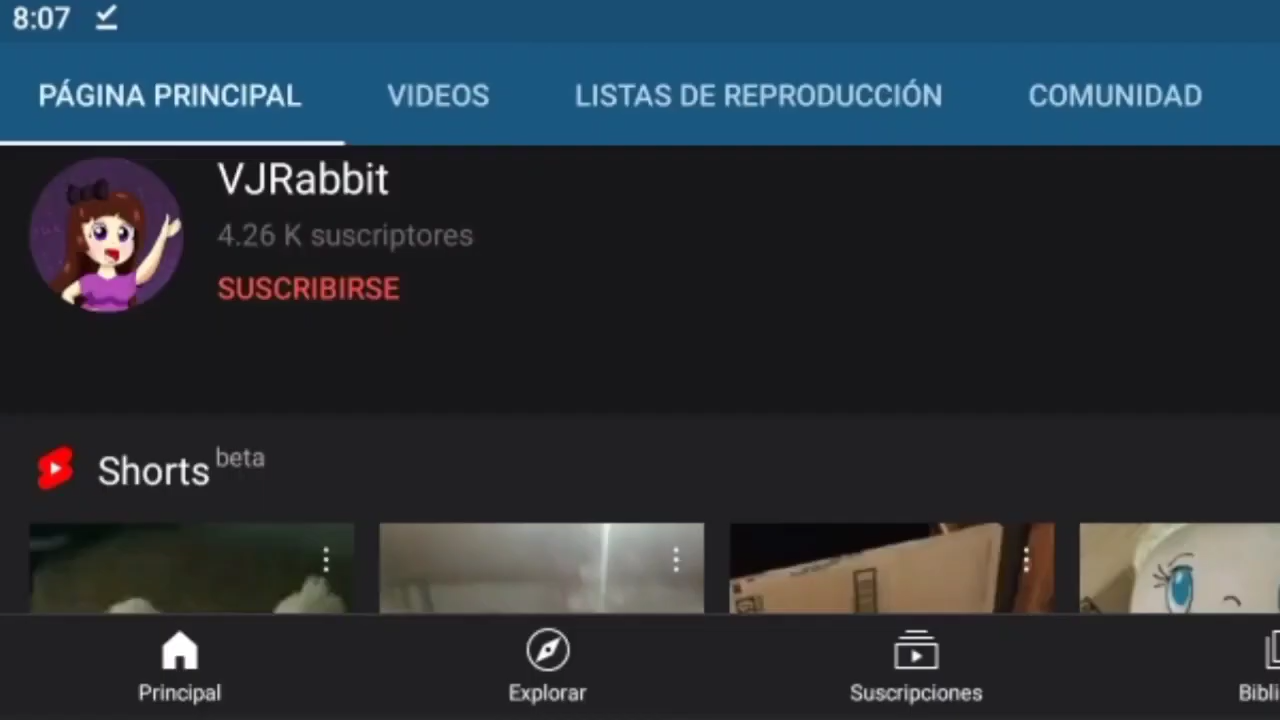 8:07
PÁGINA PRINCIPAL VIDEOS LISTAS DE REPRODUCCIÓN COMUNIDAD
VJRabbit
4.26 K suscriptores
SUSCRIBIRSE
Shorts beta
Principal Explorar Suscripciones Bibli